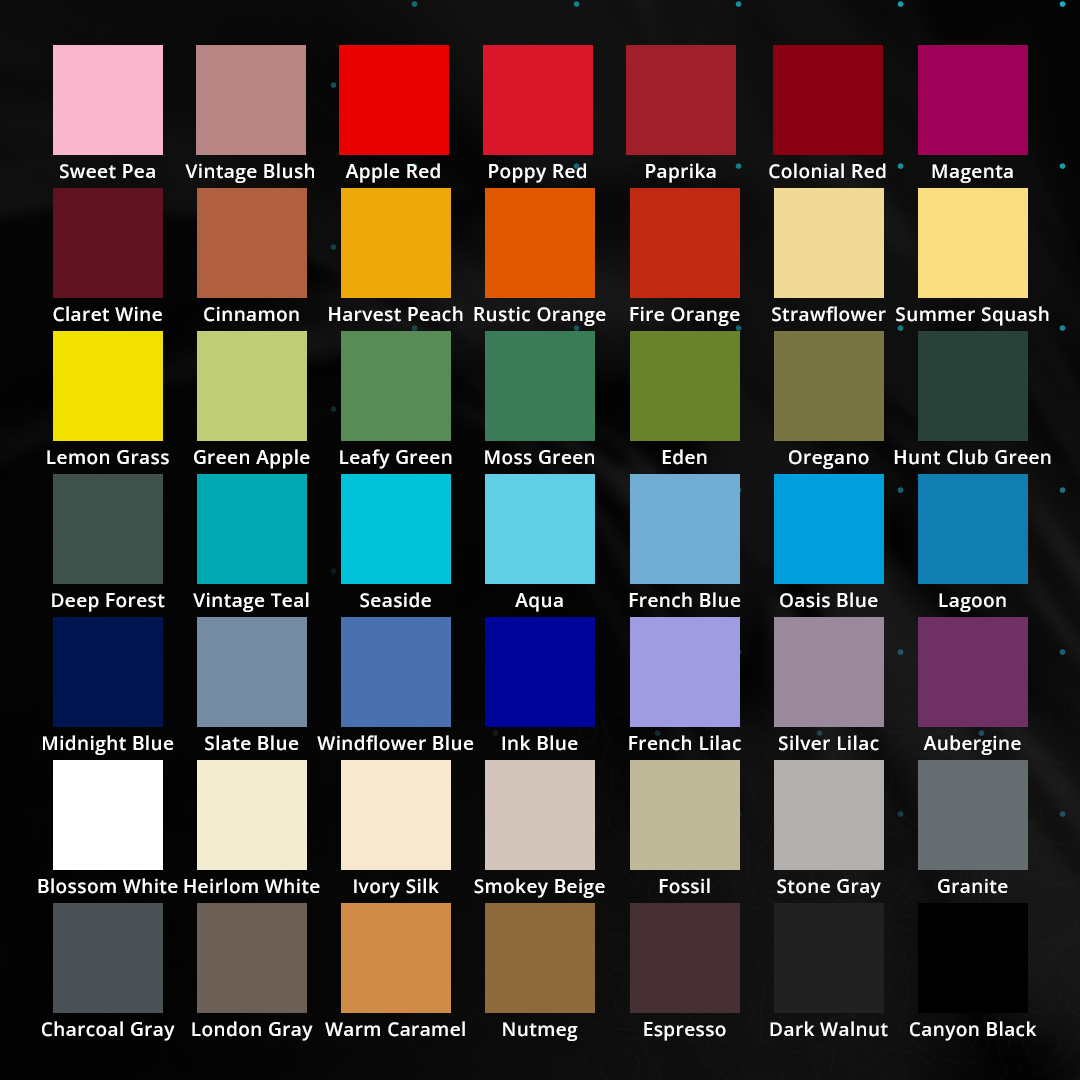 Sweet Pea
Vintage Blush
Apple Red
Poppy Red
Paprika
Colonial Red
Magenta
Claret Wine
Cinnamon
Harvest Peach
Rustic Orange
Fire Orange
Strawflower
Summer Squash
Lemon Grass
Green Apple
Leafy Green
Moss Green
Eden
Oregano
Hunt Club Green
Deep Forest
Vintage Teal
Seaside
Aqua
French Blue
Oasis Blue
Lagoon
Midnight Blue
Slate Blue
Windflower Blue
Ink Blue
French Lilac
Silver Lilac
Aubergine
Blossom White
Heirlom White
Ivory Silk
Smokey Beige
Fossil
Stone Gray
Granite
Charcoal Gray
London Gray
Warm Caramel
Nutmeg
Espresso
Dark Walnut
Canyon Black